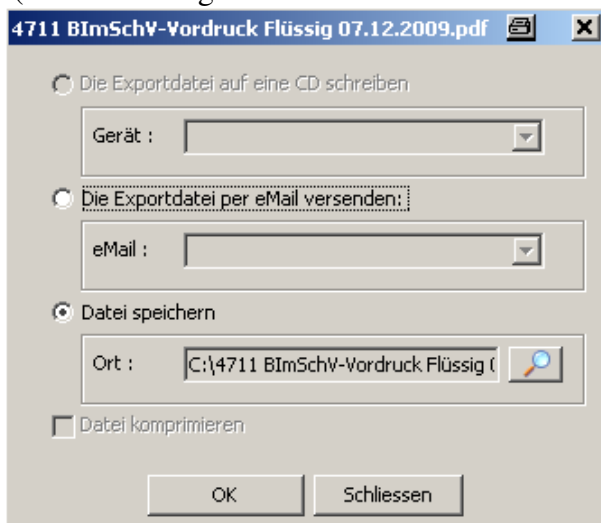 4711 BImSchV-Vordruck Flüssig 07.12.2009.pdf
Die Exportdatei auf eine CD schreiben
Gerät :
Die Exportdatei per eMail versenden:
eMail :
Datei speichern
Ort : C:\4711 BImSchV-Vordruck Flüssig (
Datei komprimieren
OK Schliessen